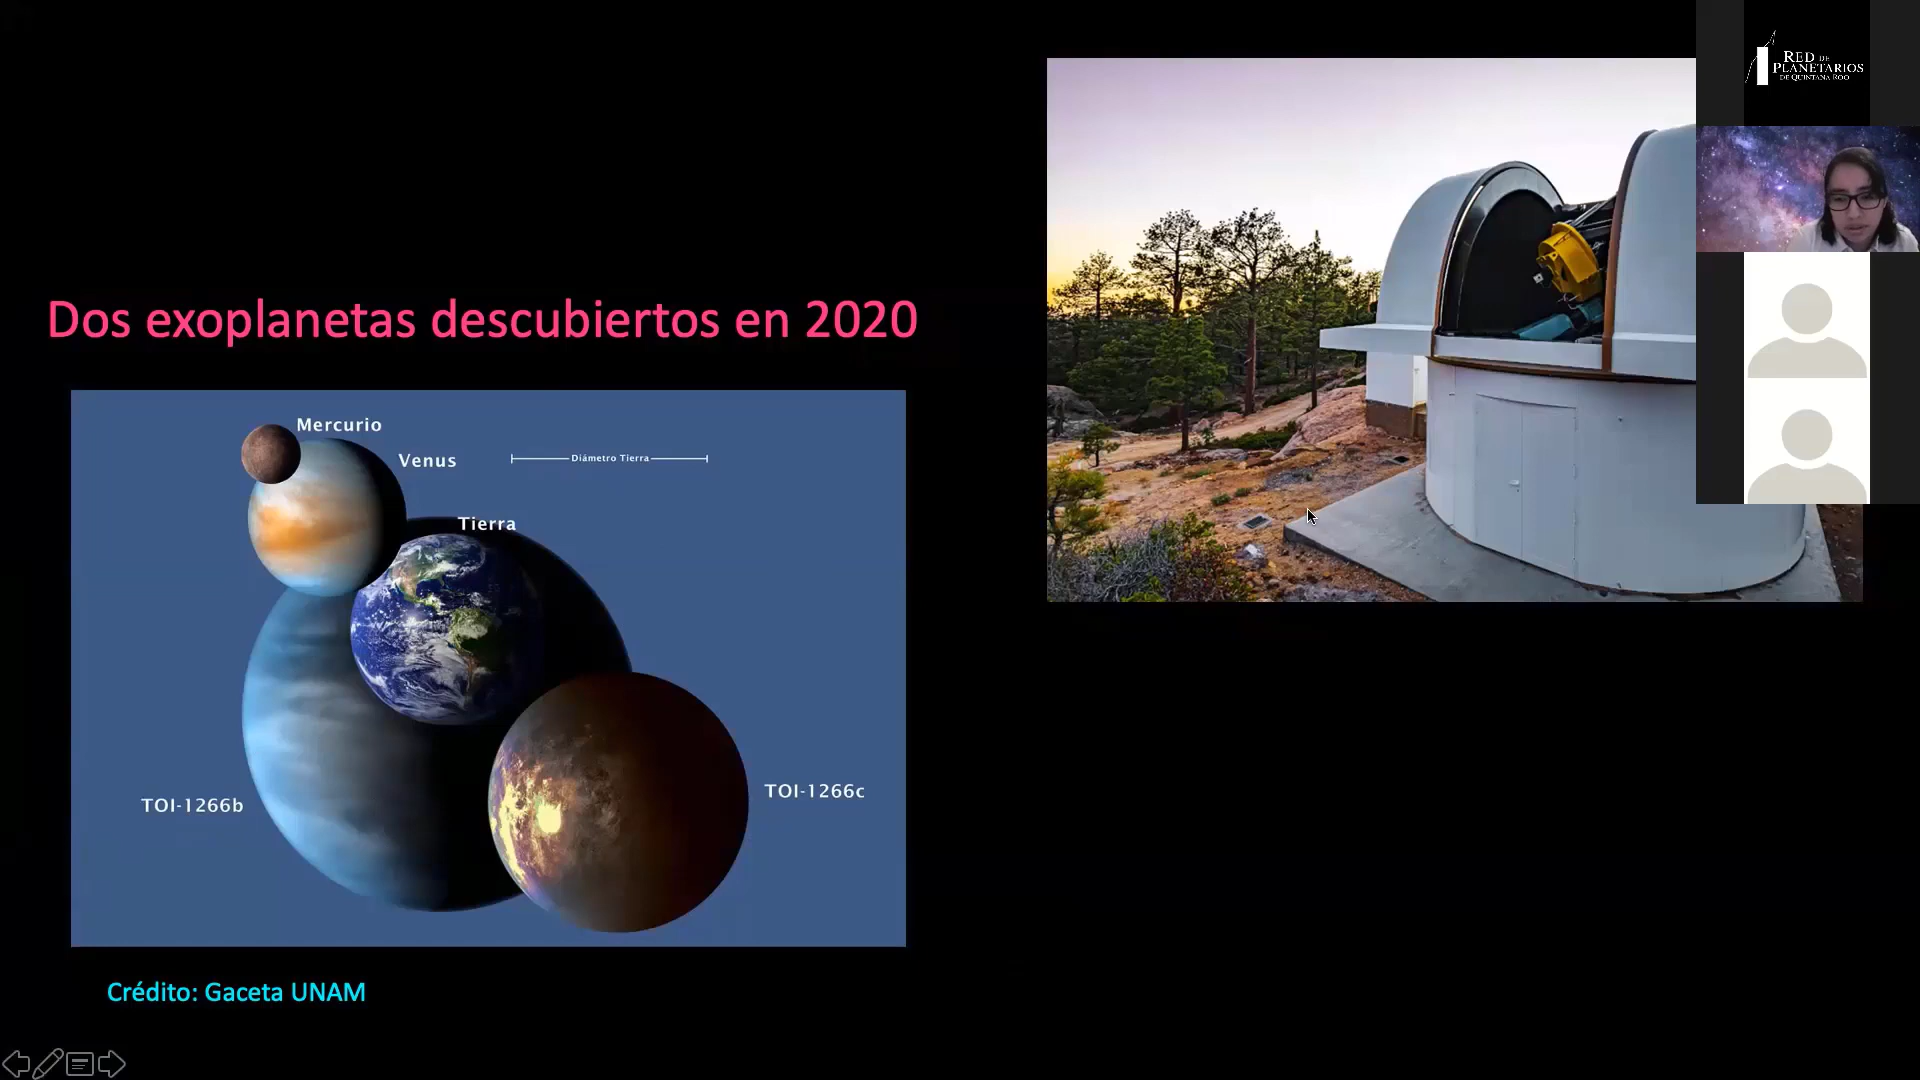 Dos exoplanetas descubiertos en 2020
Mercurio
Venus
Diámetro Tierra
Tierra
TOI-1266b
TOI-1266c
Crédito: Gaceta UNAM
RED DE
PLANETARIOS
DE QUINTANA ROO